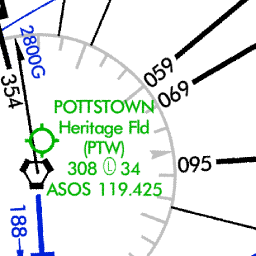 2800G
354
059
069
POTTSTOWN
Heritage Fld
(PTW)
308 Ⓛ 34
ASOS 119.425
095
188